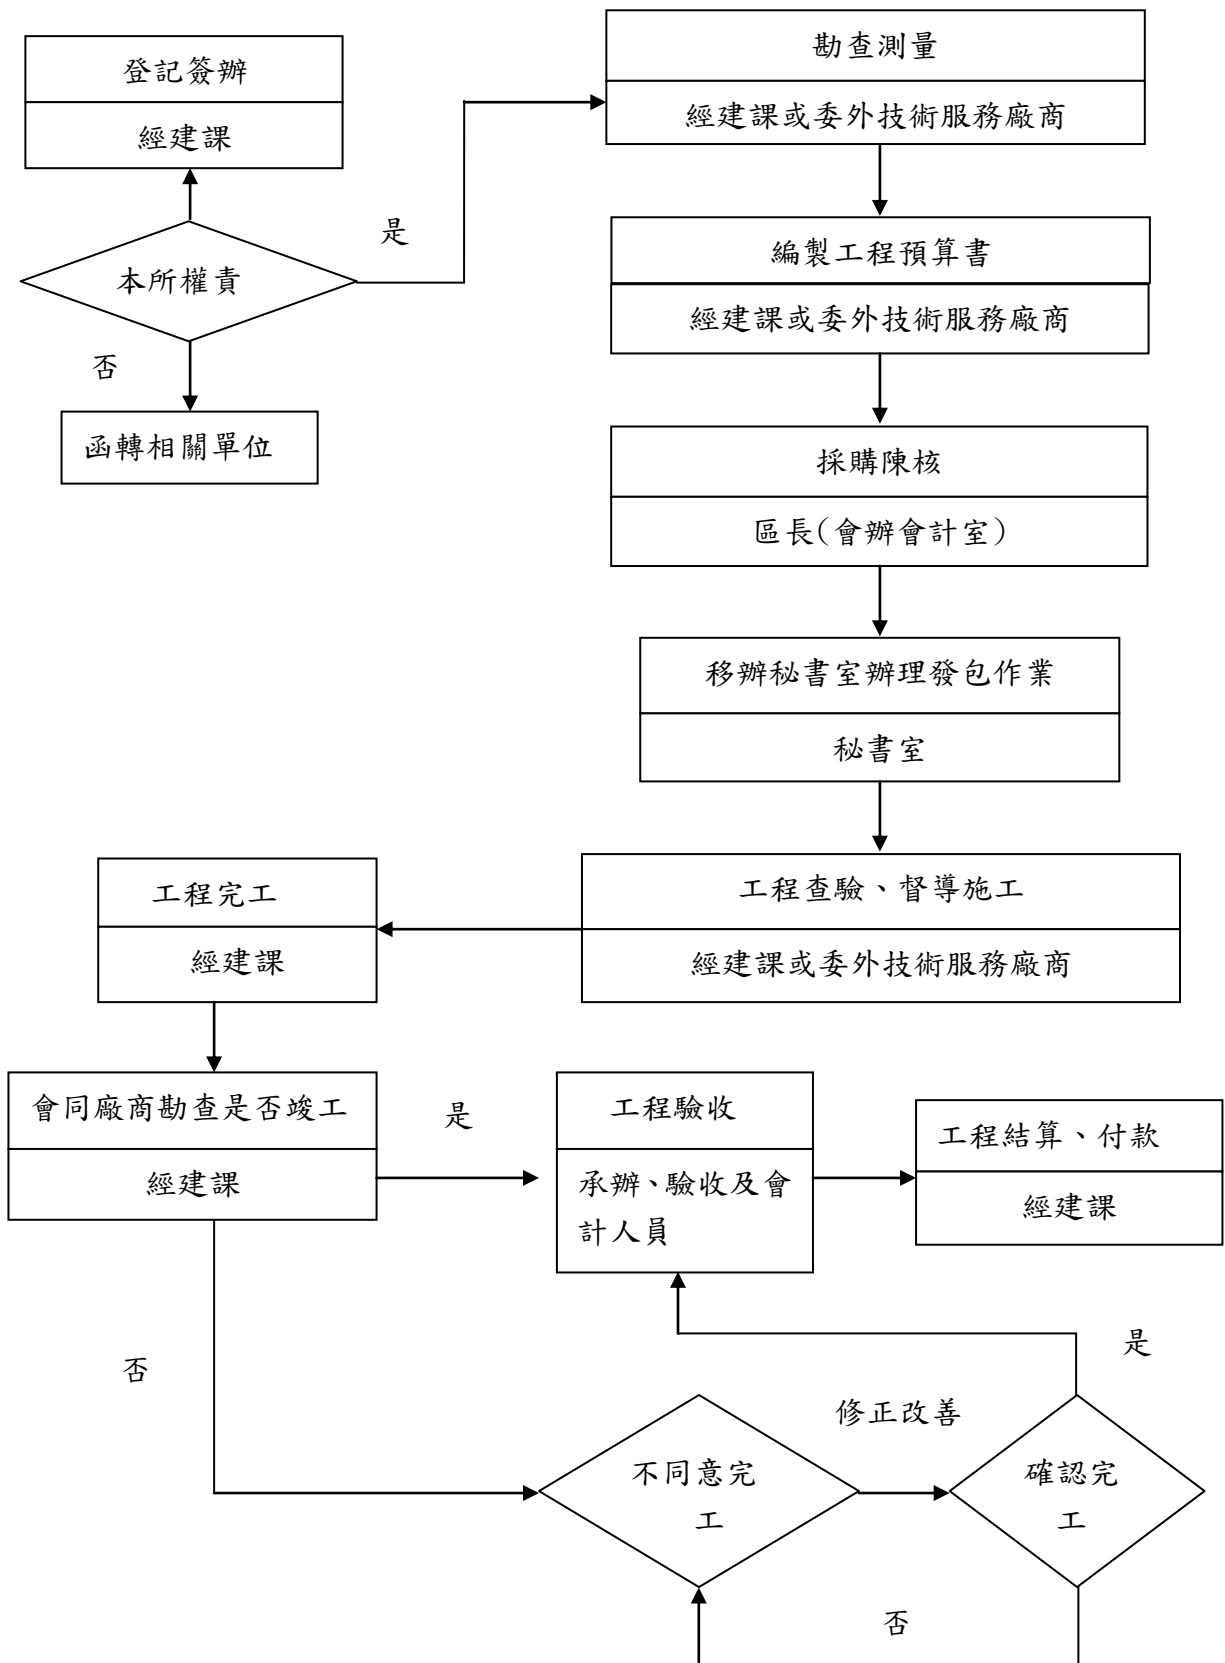 登記簽辦
經建課
本所權責
是
否
函轉相關單位
勘查測量
經建課或委外技術服務廠商
編製工程預算書
經建課或委外技術服務廠商
採購陳核
區長(會辦會計室)
移辦秘書室辦理發包作業
秘書室
工程查驗、督導施工
經建課或委外技術服務廠商
工程完工
經建課
會同廠商勘查是否竣工
經建課
是
工程驗收
承辦、驗收及會
計人員
工程結算、付款
經建課
否
是
修正改善
不同意完
工
確認完
工
否